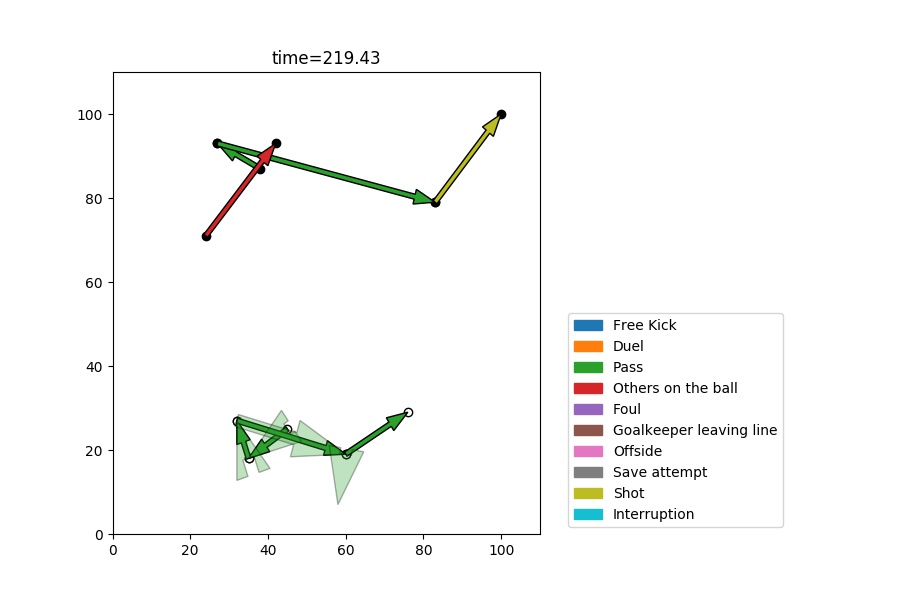 time=219.43
100
80
60
40
20
0
0 20 40 60 80 100
Free Kick
Duel
Pass
Others on the ball
Foul
Goalkeeper leaving line
Offside
Save attempt
Shot
Interruption